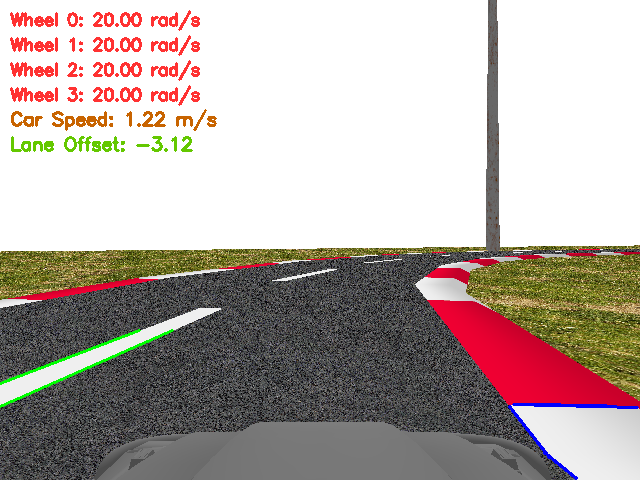 Wheel 0: 20.00 rad/s
Wheel 1: 20.00 rad/s
Wheel 2: 20.00 rad/s
Wheel 3: 20.00 rad/s
Car Speed: 1.22 m/s
Lane Offset: -3.12